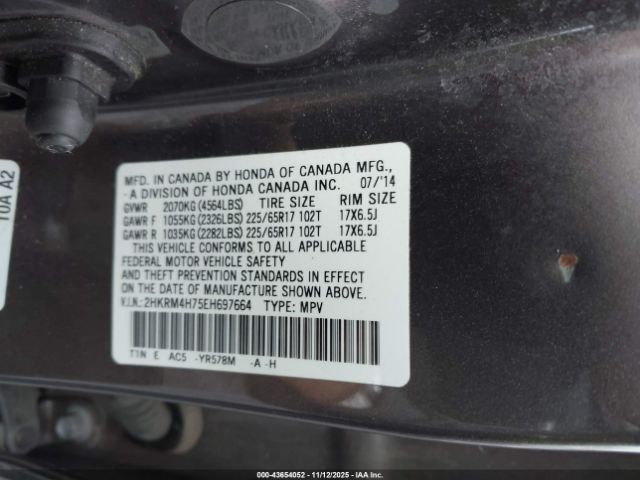 10A A2
MFD. IN CANADA BY HONDA OF CANADA MFG.,
- A DIVISION OF HONDA CANADA INC. 07/'14
GVWR 2070KG (4564LBS) TIRE SIZE RIM SIZE
GAWR F 1055KG (2326LBS) 225/65R17 102T 17X6.5J
GAWR R 1035KG (2282LBS) 225/65R17 102T 17X6.5J
THIS VEHICLE CONFORMS TO ALL APPLICABLE
FEDERAL MOTOR VEHICLE SAFETY
AND THEFT PREVENTION STANDARDS IN EFFECT
ON THE DATE OF MANUFACTURE SHOWN ABOVE.
V.I.N.: 2HKRM4H75EH697664 TYPE: MPV
T1N E AC5 -YR578M -A -H
000-43654052 - 11/12/2025 - IAA Inc.